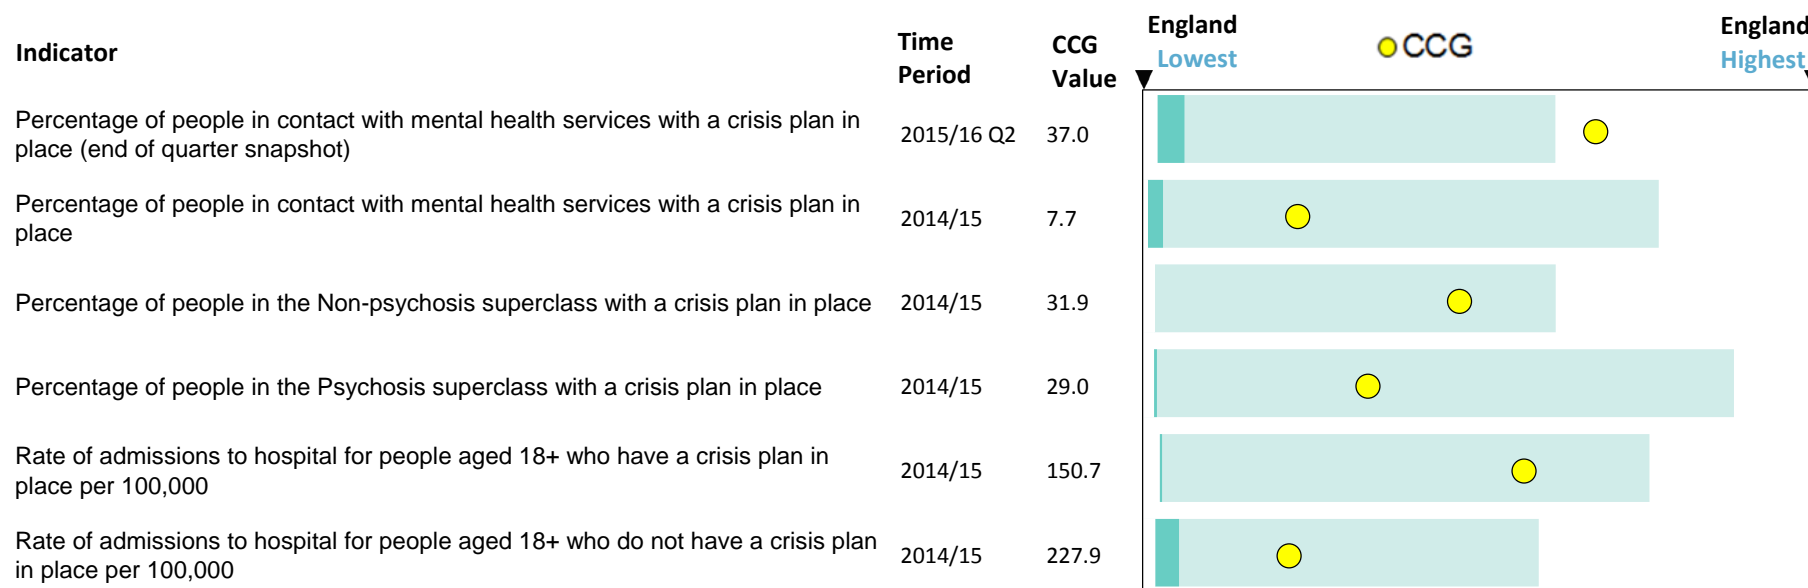 Indicator
Time
Period
CCG
Value
England
Lowest
CCG
England
Highest
Percentage of people in contact with mental health services with a crisis plan in
place (end of quarter snapshot)
2015/16 Q2
37.0
Percentage of people in contact with mental health services with a crisis plan in
place
2014/15
7.7
Percentage of people in the Non-psychosis superclass with a crisis plan in place
2014/15
31.9
Percentage of people in the Psychosis superclass with a crisis plan in place
2014/15
29.0
Rate of admissions to hospital for people aged 18+ who have a crisis plan in
place per 100,000
2014/15
150.7
Rate of admissions to hospital for people aged 18+ who do not have a crisis plan
in place per 100,000
2014/15
227.9